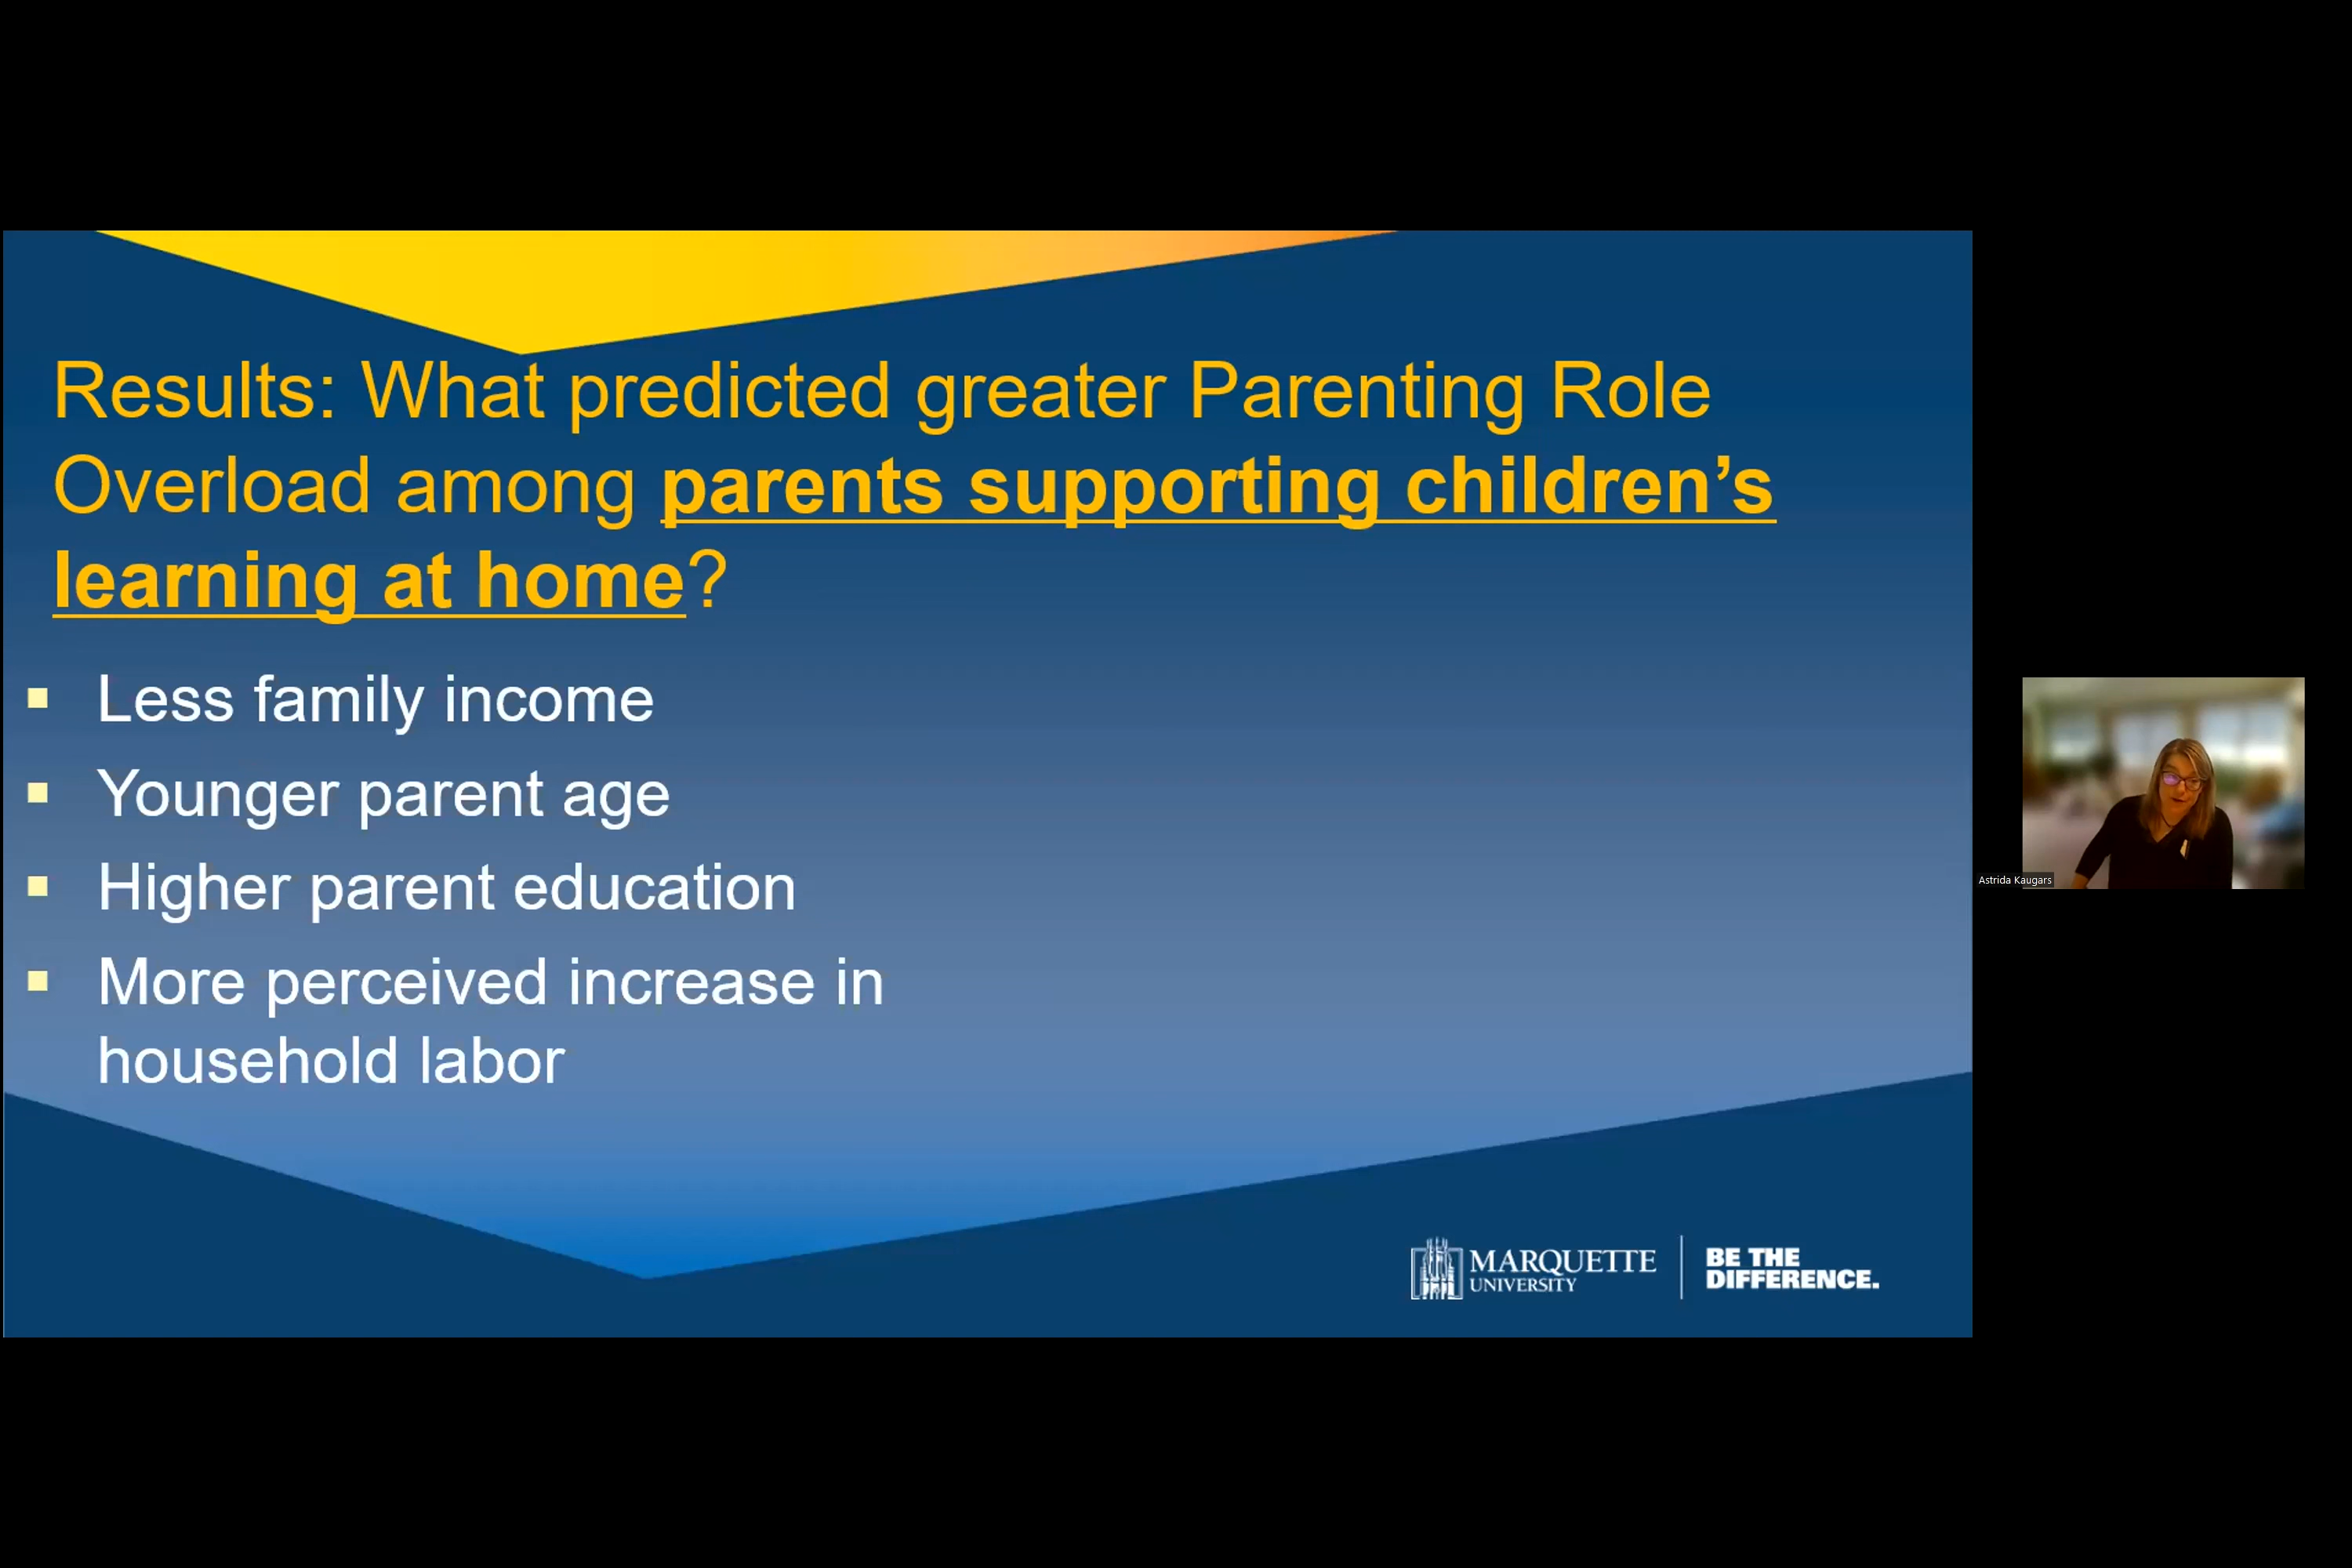 Results: What predicted greater Parenting Role
Overload among parents supporting children’s
learning at home?
Less family income
Younger parent age
Higher parent education
More perceived increase in
household labor
MARQUETTE
UNIVERSITY
BE THE
DIFFERENCE.
Astrida Kaugars